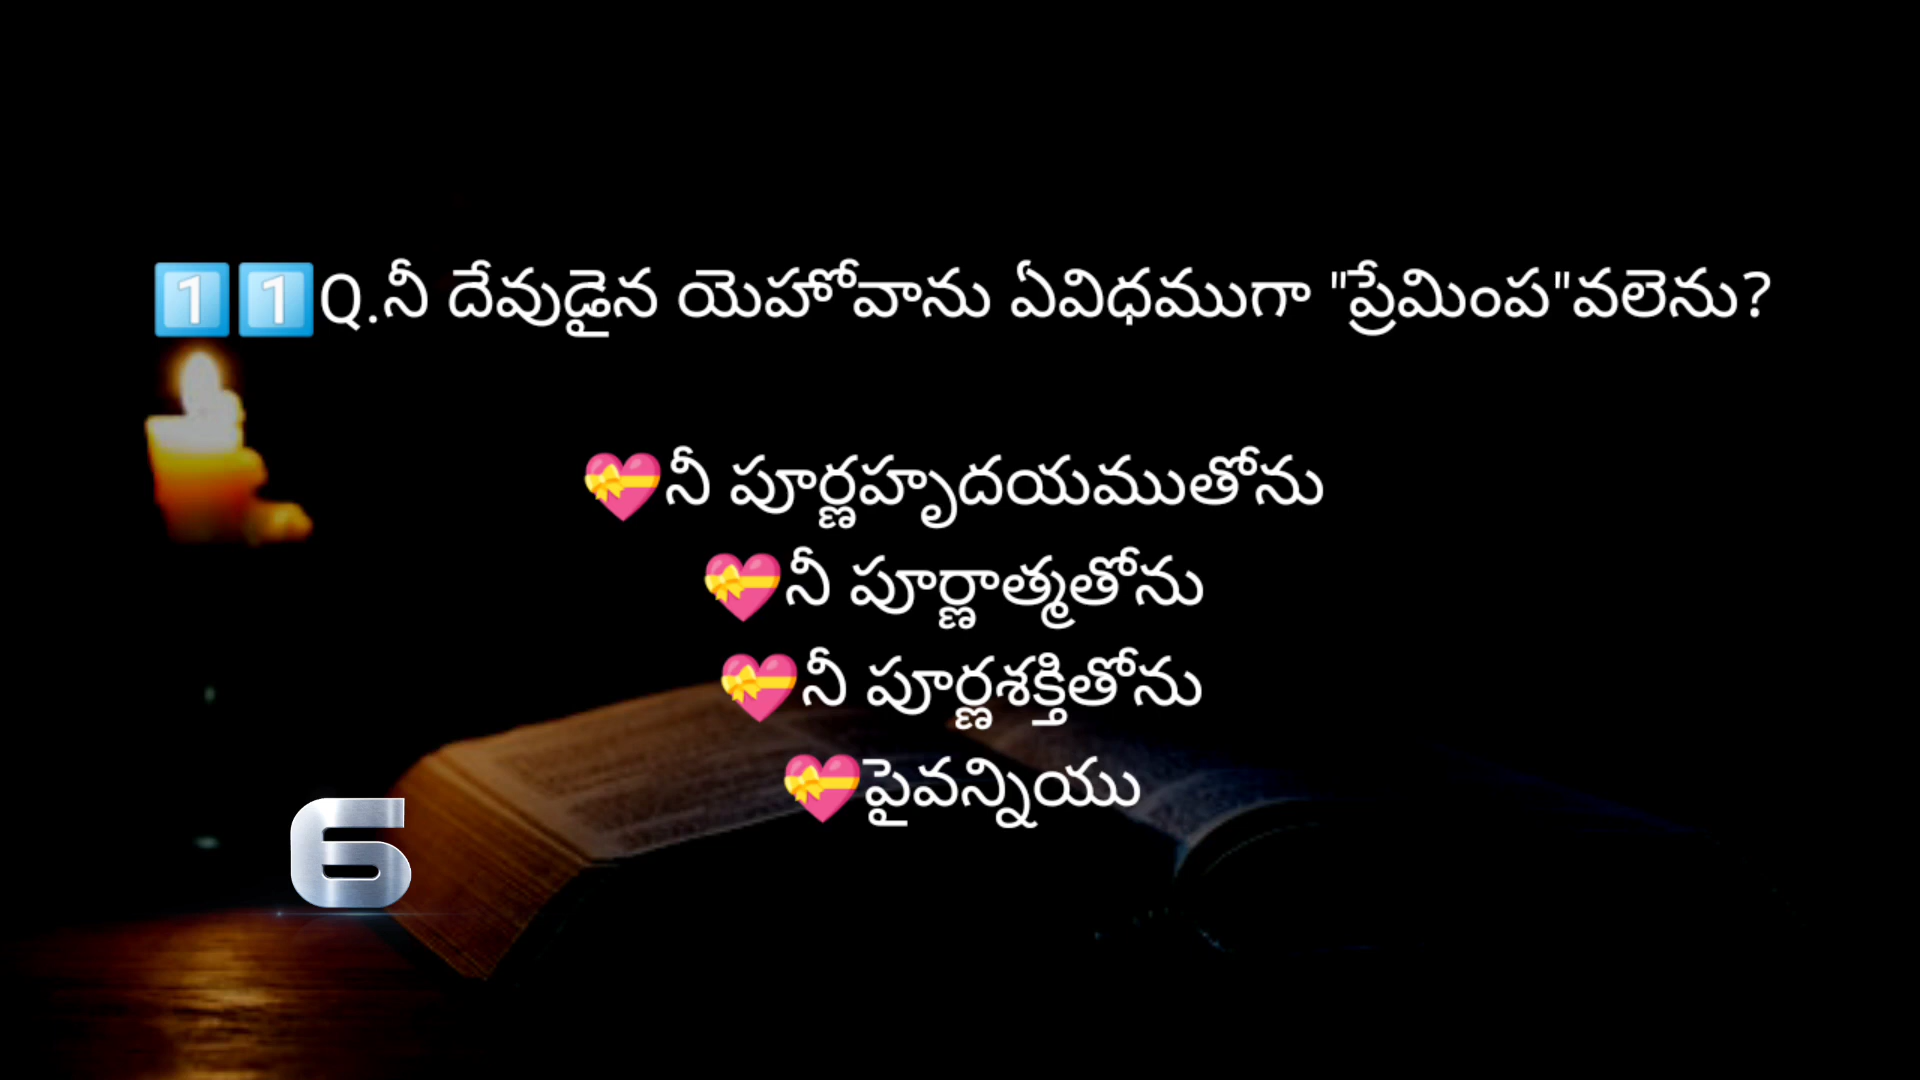 1️⃣1️⃣Q.నీ దేవుడైన యెహోవాను ఏవిధముగా "ప్రేమింప"వలెను?
💝నీ పూర్ణహృదయముతోను
💝నీ పూర్ణాత్మతోను
💝నీ పూర్ణశక్తితోను
💝పైవన్నియు
6